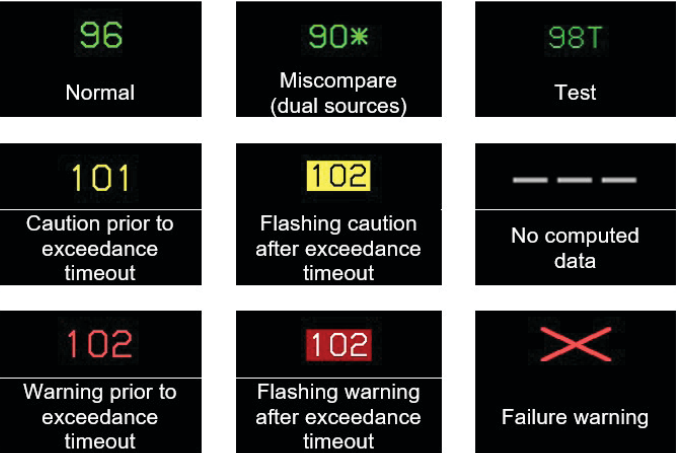 96
Normal
90*
Miscompare
(dual sources)
98T
Test
101
Caution prior to
exceedance
timeout
102
Flashing caution
after exceedance
timeout
– – –
No computed
data
102
Warning prior to
exceedance
timeout
102
Flashing warning
after exceedance
timeout
Failure warning